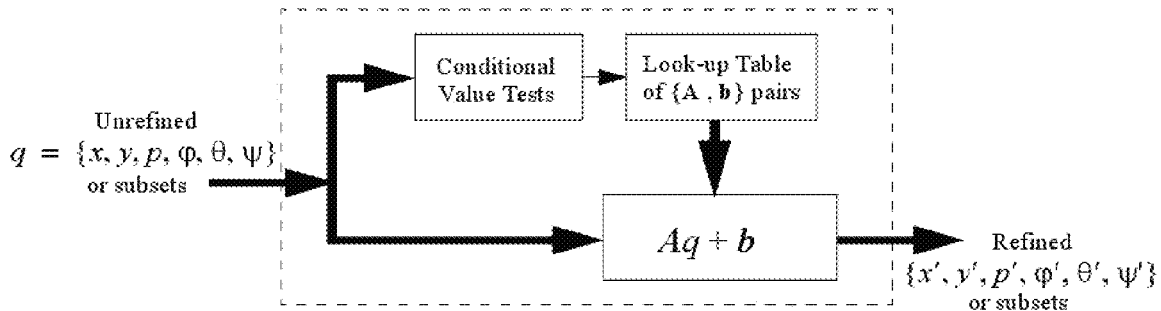 Conditional
Value Tests
Look-up Table
of {A , b} pairs
Unrefined
q = {x, y, p, φ, θ, ψ}
or subsets
Aq + b
Refined
{x′, y′, p′, φ′, θ′, ψ′}
or subsets